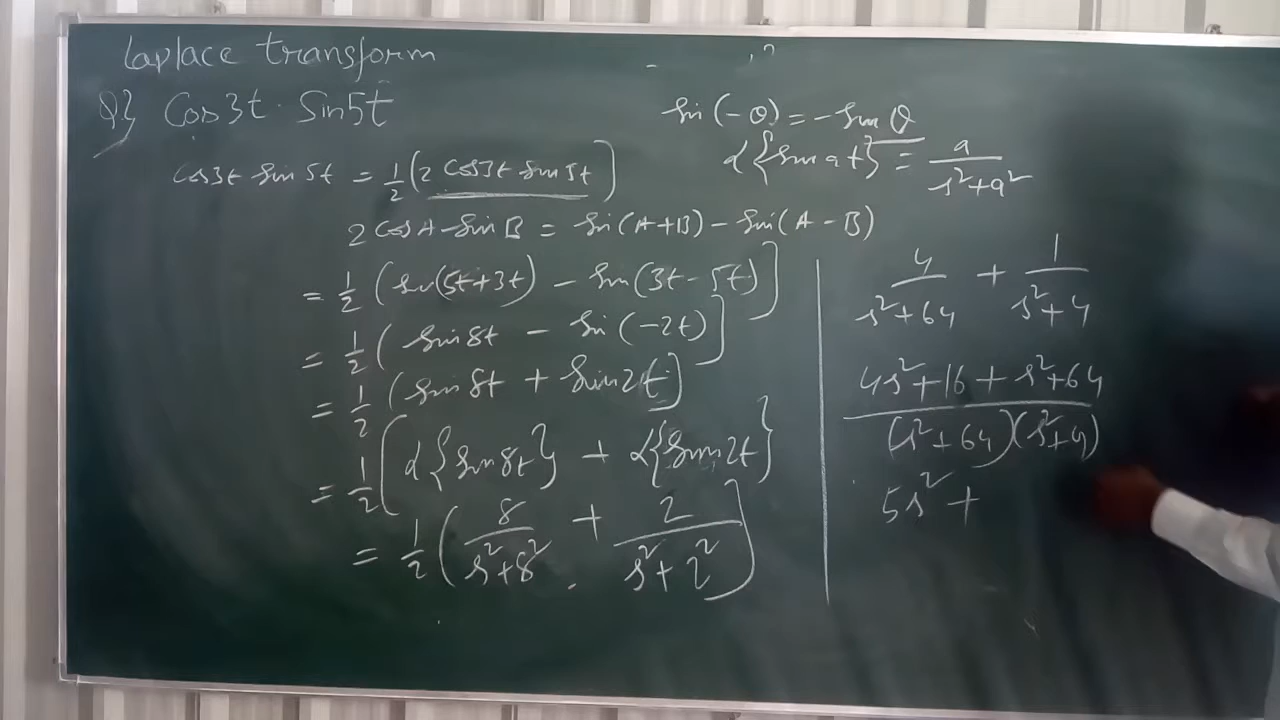 Laplace transform
Q} Cos3t · Sin5t
Cos3t Sin5t = 1/2 (2 Cos3t Sin5t)
2 Cos A Sin B = Sin(A+B) − Sin(A−B)
= 1/2 (Sin(5t+3t) − Sin(3t−5t)]
= 1/2 (Sin8t − Sin(−2t)]
= 1/2 (Sin8t + Sin2t]
= 1/2 (L{Sin8t} + L{Sin2t}
= 1/2 (8/(s²+8²) + 2/(s²+2²))
Sin(−θ) = −Sinθ
L{Sin at} = a/(s²+a²)
4/(s²+64) + 1/(s²+4)
4s²+16 + s²+64
(s²+64)(s²+4)
5s² +